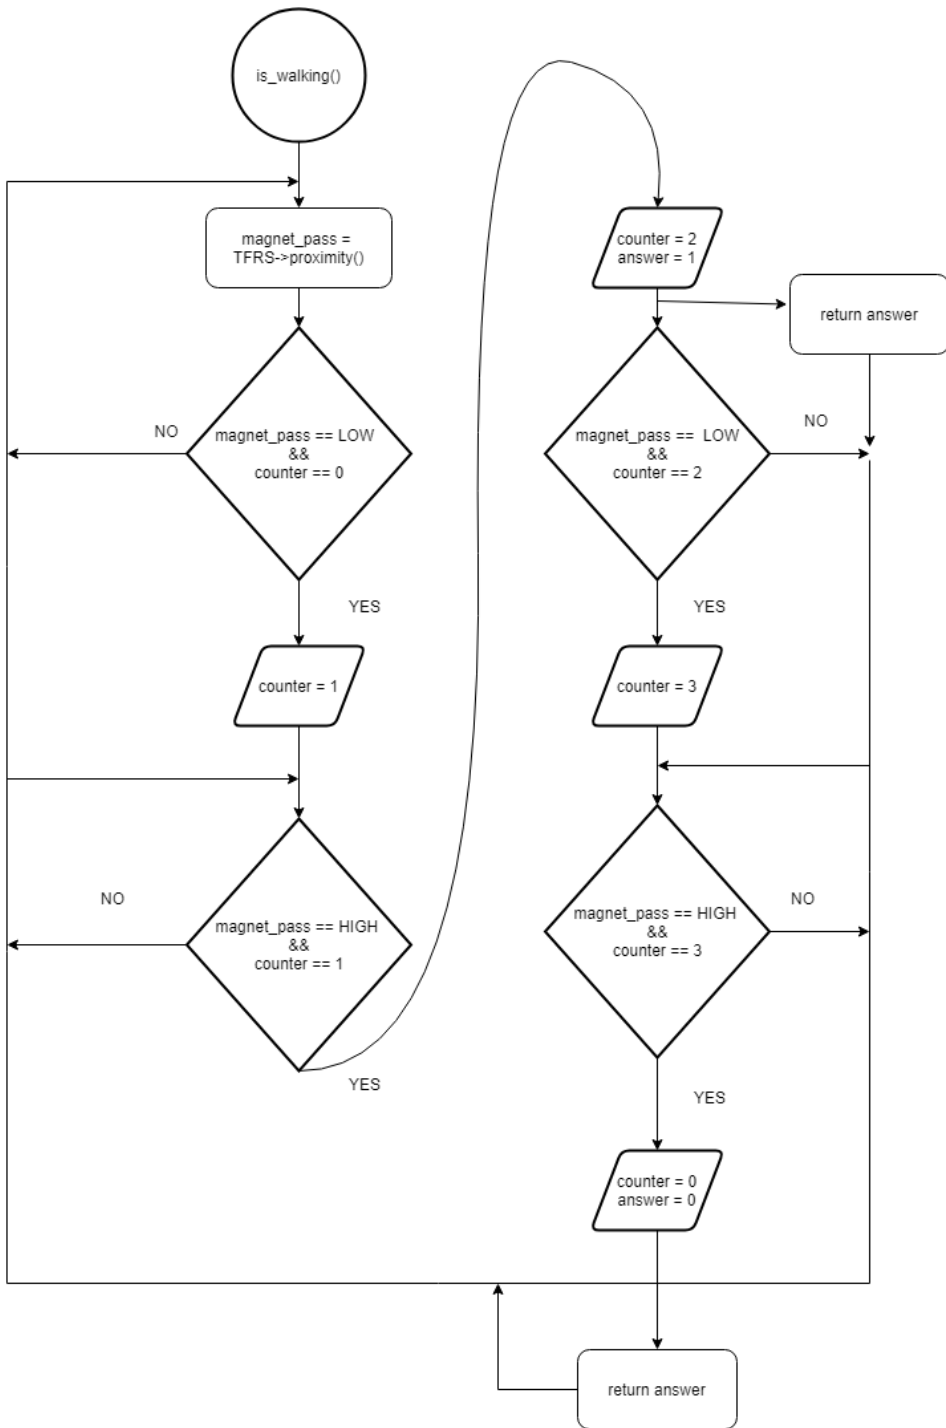 is_walking()
magnet_pass =
TFRS->proximity()
NO
magnet_pass == LOW
&&
counter == 0
YES
counter = 1
NO
magnet_pass == HIGH
&&
counter == 1
YES
counter = 2
answer = 1
return answer
NO
magnet_pass == LOW
&&
counter == 2
YES
counter = 3
NO
magnet_pass == HIGH
&&
counter == 3
YES
counter = 0
answer = 0
return answer